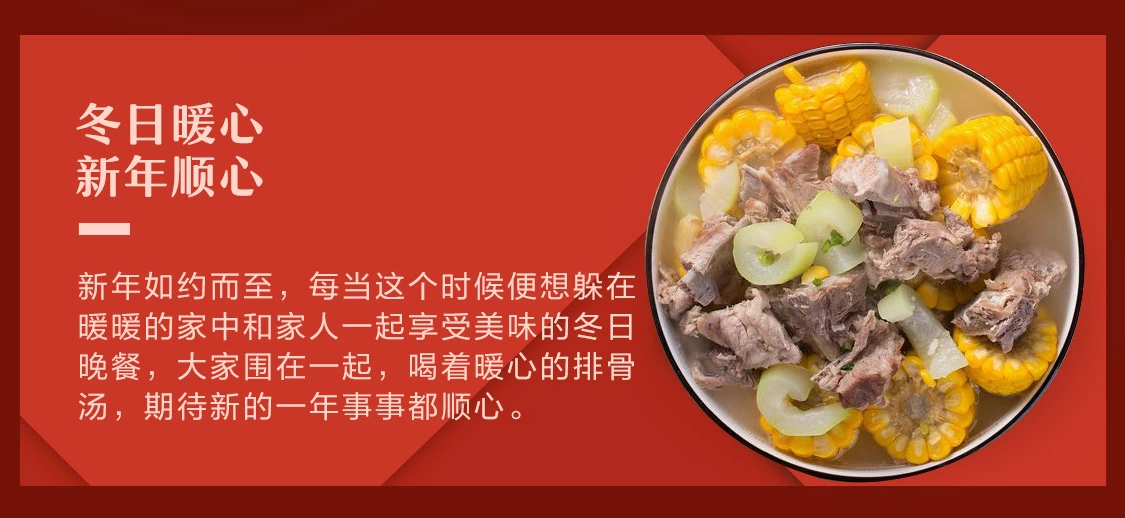 冬日暖心
新年顺心
新年如约而至，每当这个时候便想躲在
暖暖的家中和家人一起享受美味的冬日
晚餐，大家围在一起，喝着暖心的排骨
汤，期待新的一年事事都顺心。